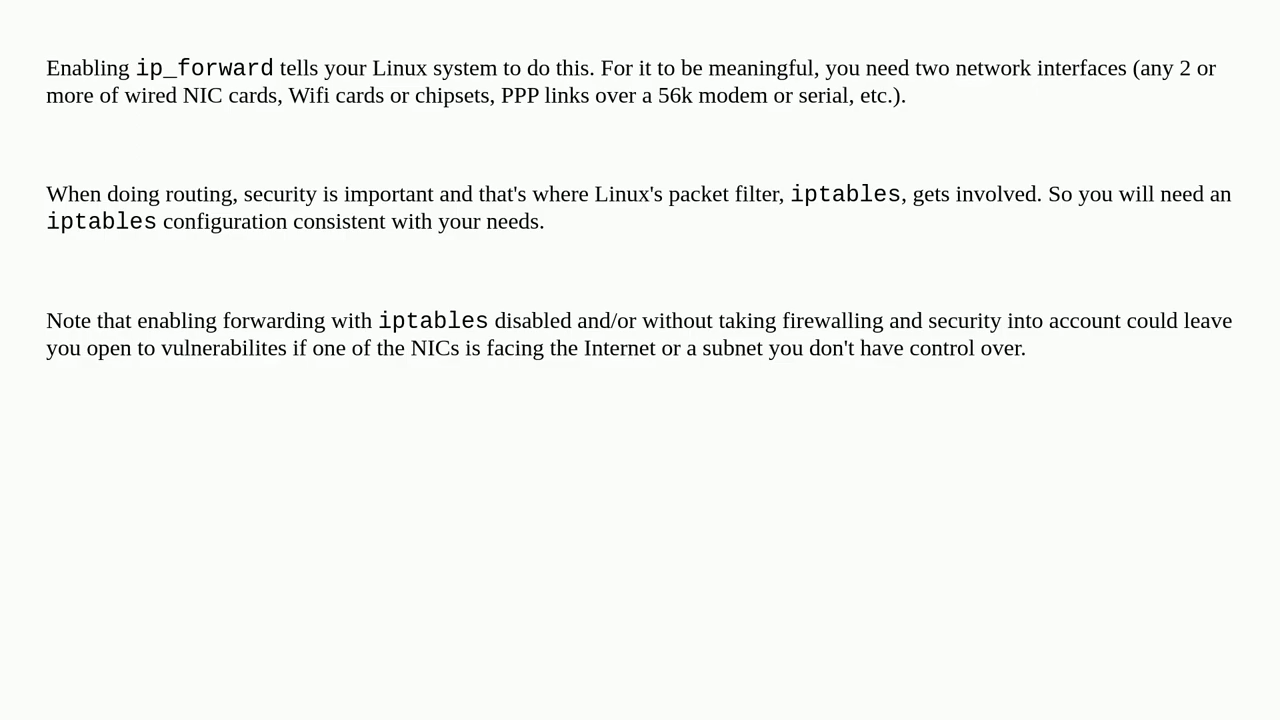 Enabling ip_forward tells your Linux system to do this. For it to be meaningful, you need two network interfaces (any 2 or
more of wired NIC cards, Wifi cards or chipsets, PPP links over a 56k modem or serial, etc.).
When doing routing, security is important and that's where Linux's packet filter, iptables, gets involved. So you will need an
iptables configuration consistent with your needs.
Note that enabling forwarding with iptables disabled and/or without taking firewalling and security into account could leave
you open to vulnerabilites if one of the NICs is facing the Internet or a subnet you don't have control over.